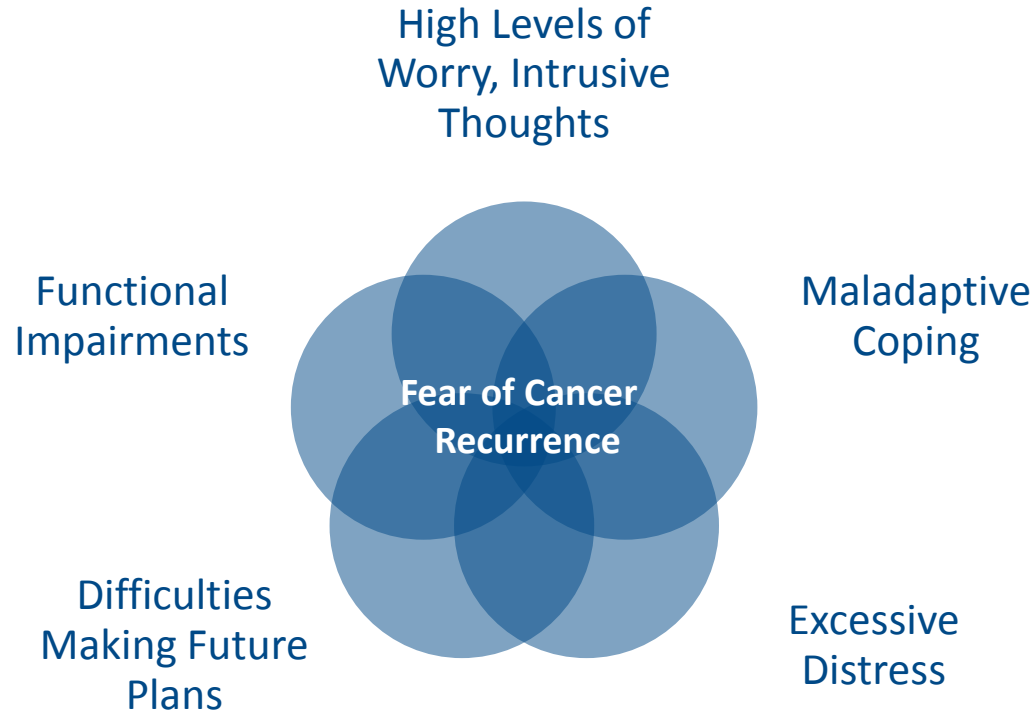 High Levels of
Worry, Intrusive
Thoughts
Functional
Impairments
Maladaptive
Coping
Fear of Cancer
Recurrence
Difficulties
Making Future
Plans
Excessive
Distress